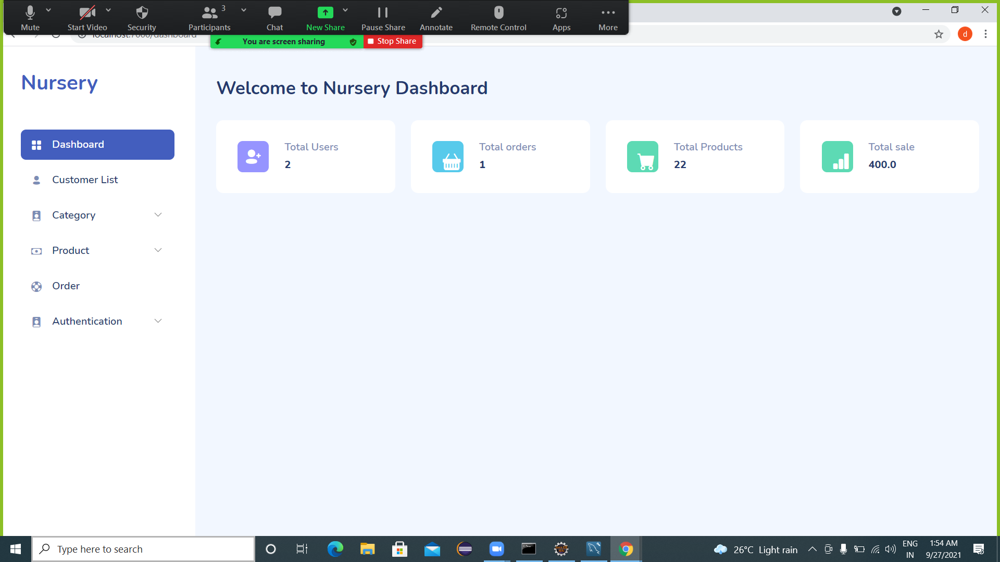 Mute
Start Video
Security
Participants
3
Chat
New Share
Pause Share
Annotate
Remote Control
Apps
More
localhost:7000/dashboard
You are screen sharing
Stop Share
d
Nursery
Dashboard
Customer List
Category
Product
Order
Authentication
Welcome to Nursery Dashboard
Total Users
2
Total orders
1
Total Products
22
Total sale
400.0
Type here to search
26°C Light rain
ENG
IN
1:54 AM
9/27/2021